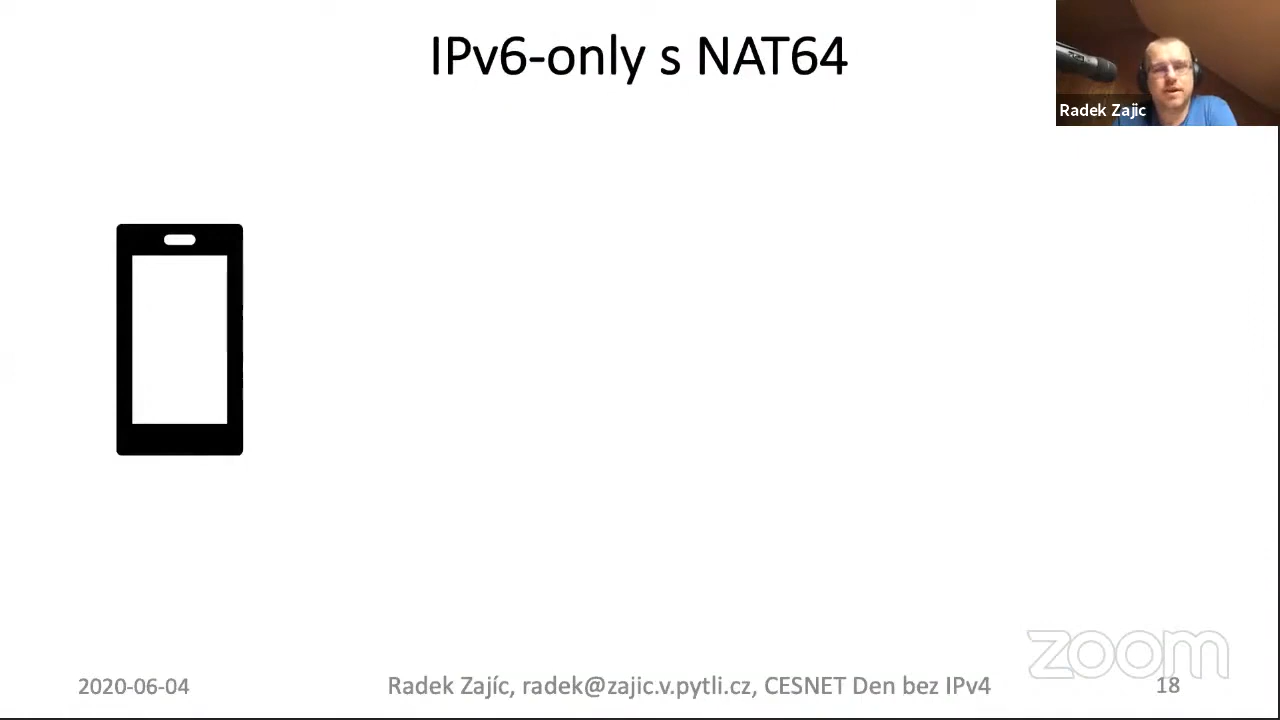 IPv6-only s NAT64
Radek Zajic
zoom
2020-06-04
Radek Zajíc, radek@zajic.v.pytli.cz, CESNET Den bez IPv4
18